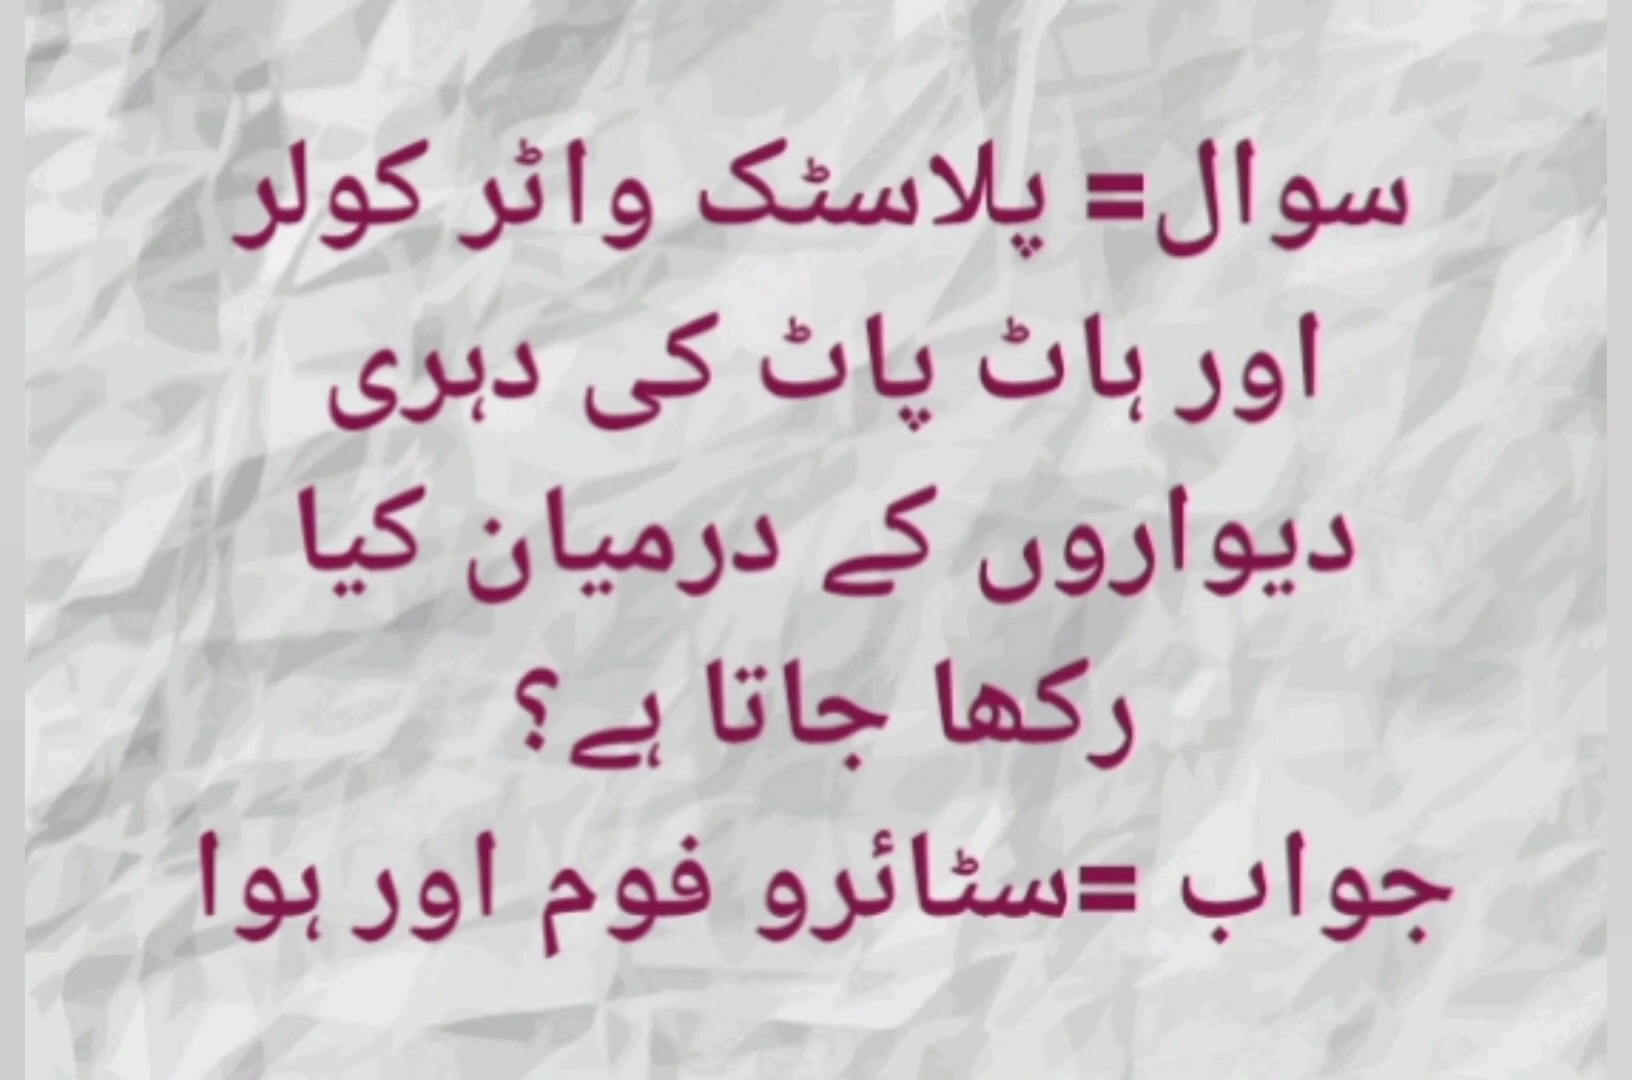 سوال= پلاسٹک واٹر کولر
اور ہاٹ پاٹ کی دہری
دیواروں کے درمیان کیا
رکھا جاتا ہے؟
جواب =سٹائرو فوم اور ہوا